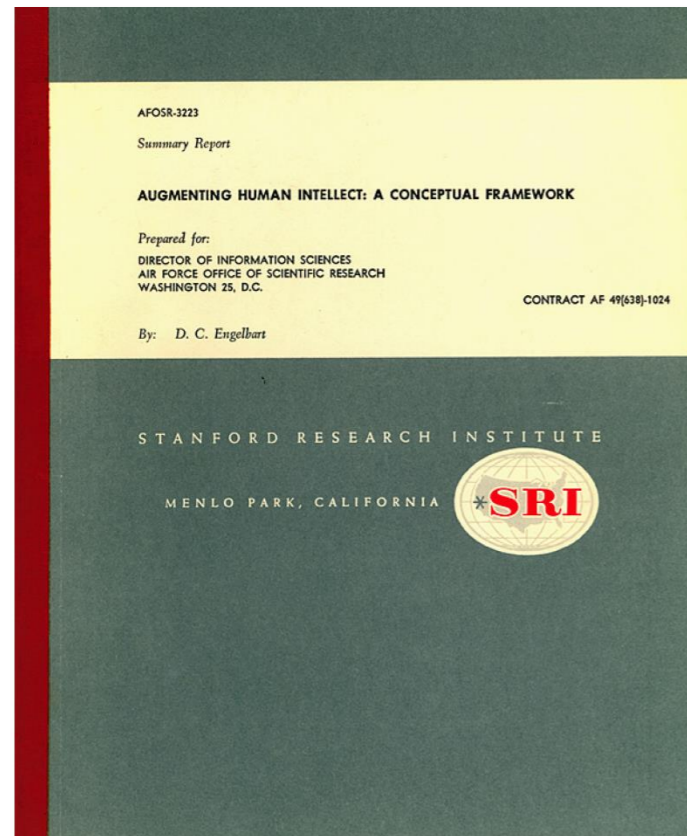 AFOSR-3223
Summary Report
AUGMENTING HUMAN INTELLECT: A CONCEPTUAL FRAMEWORK
Prepared for:
DIRECTOR OF INFORMATION SCIENCES
AIR FORCE OFFICE OF SCIENTIFIC RESEARCH
WASHINGTON 25, D.C.
CONTRACT AF 49(638)-1024
By: D. C. Engelbart
STANFORD RESEARCH INSTITUTE
MENLO PARK, CALIFORNIA
*SRI